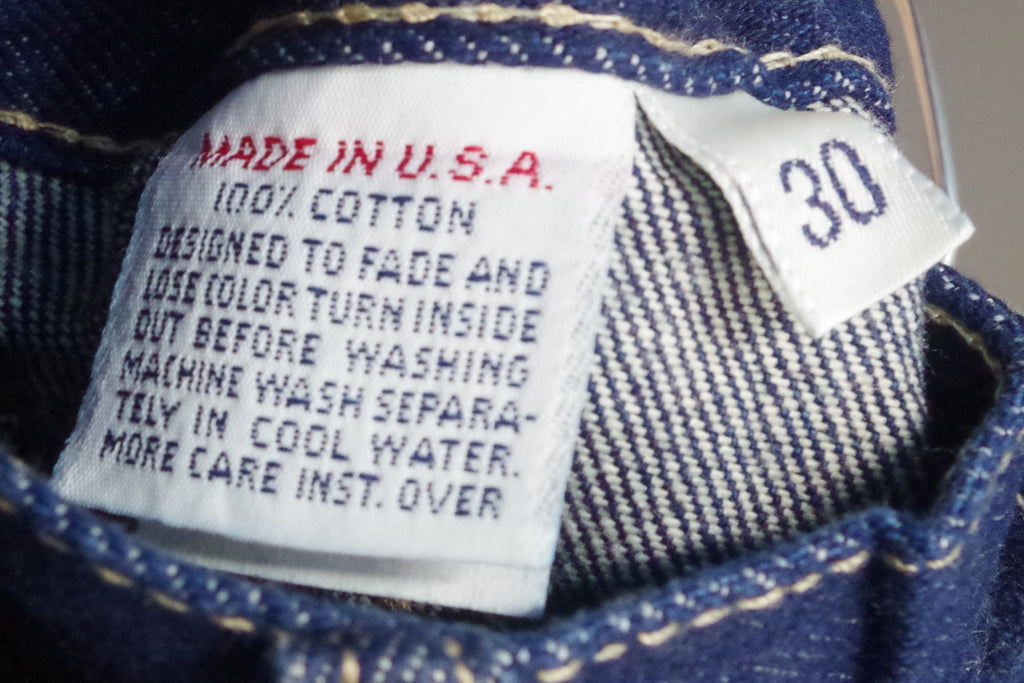 MADE IN U.S.A.
100% COTTON
DESIGNED TO FADE AND
LOSE COLOR TURN INSIDE
OUT BEFORE WASHING
MACHINE WASH SEPARA-
TELY IN COOL WATER.
MORE CARE INST. OVER
30